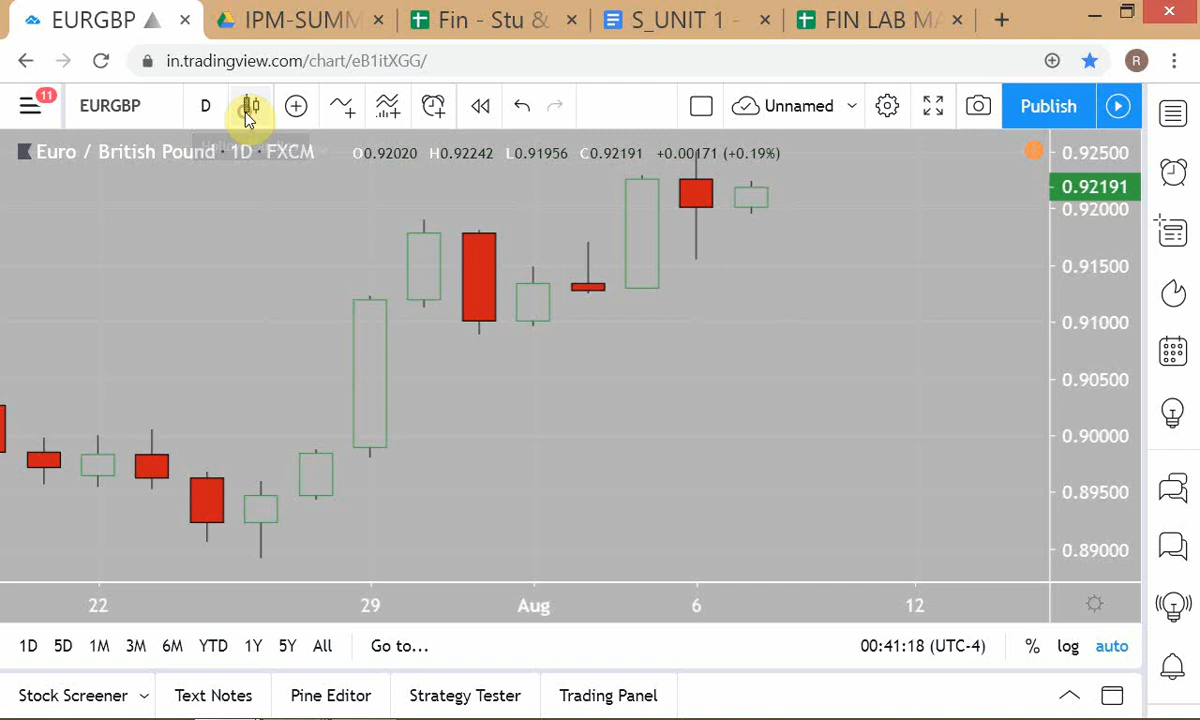 EURGBP IPM-SUMM Fin - Stu & S_UNIT 1 - FIN LAB MA
in.tradingview.com/chart/eB1itXGG/ R
11 EURGBP D Unnamed Publish
Euro / British Pound · 1D · FXCM O0.92020 H0.92242 L0.91956 C0.92191 +0.00171 (+0.19%)
0.92500
0.92191
0.92000
0.91500
0.91000
0.90500
0.90000
0.89500
0.89000
22 29 Aug 6 12
1D 5D 1M 3M 6M YTD 1Y 5Y All Go to... 00:41:18 (UTC-4) % log auto
Stock Screener Text Notes Pine Editor Strategy Tester Trading Panel